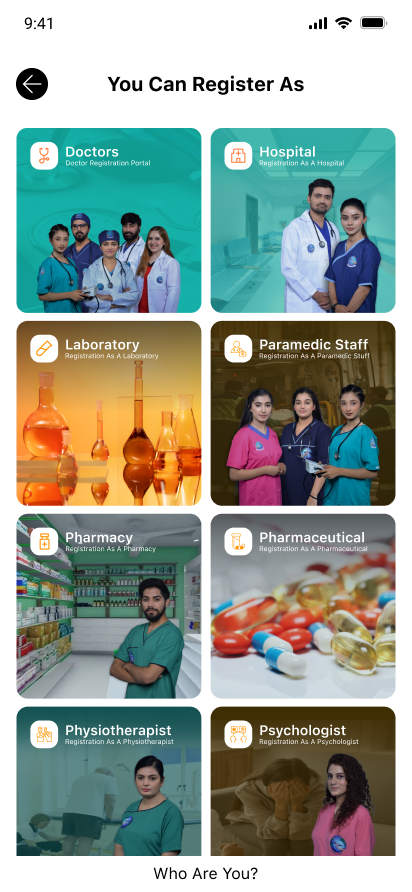 9:41
You Can Register As
Doctors
Doctor Registration Portal
Hospital
Registration As A Hospital
Laboratory
Registration As A Laboratory
Paramedic Staff
Registration As A Paramedic Stuff
Pharmacy
Registration As A Pharmacy
Pharmaceutical
Registration As A Pharmaceutical
Physiotherapist
Registration As A Physiotherapist
Psychologist
Registration As A Psychologist
Who Are You?